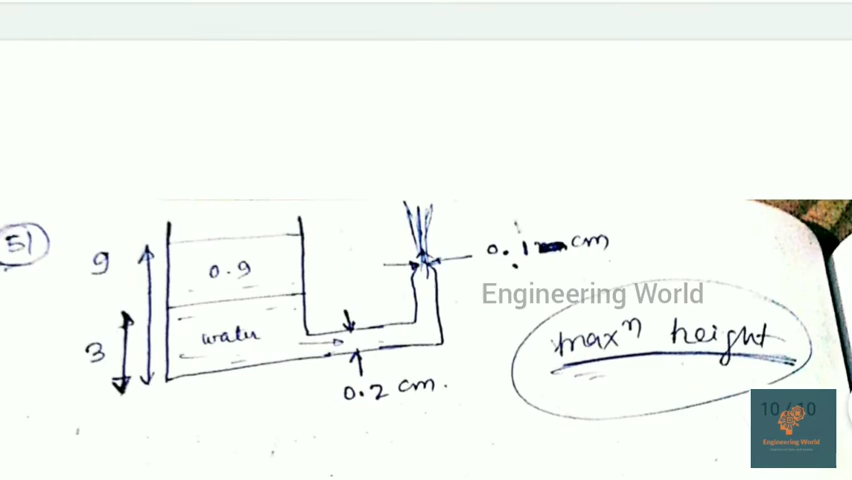 51
9
0.9
0.1 cm
Engineering World
water
3
maxⁿ height
0.2 cm.
10 / 10
Engineering World